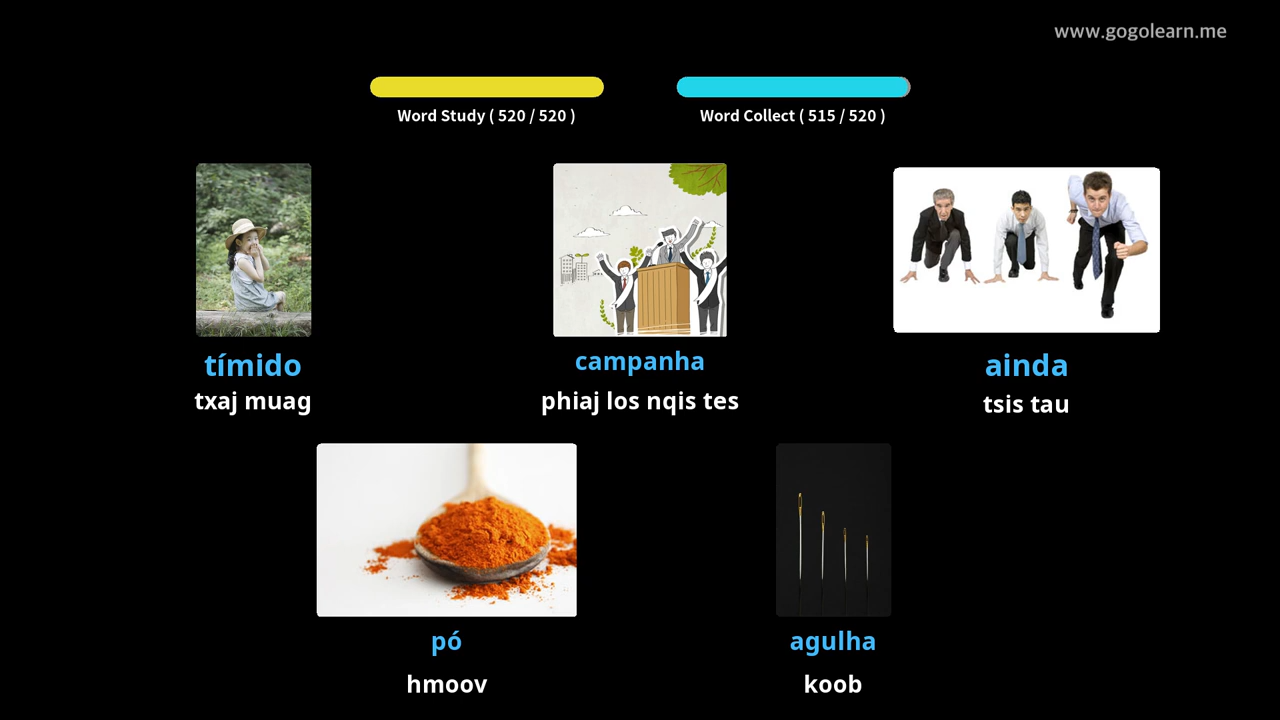 www.gogolearn.me
Word Study ( 520 / 520 )
Word Collect ( 515 / 520 )
tímido
txaj muag
campanha
phiaj los nqis tes
ainda
tsis tau
pó
hmoov
agulha
koob